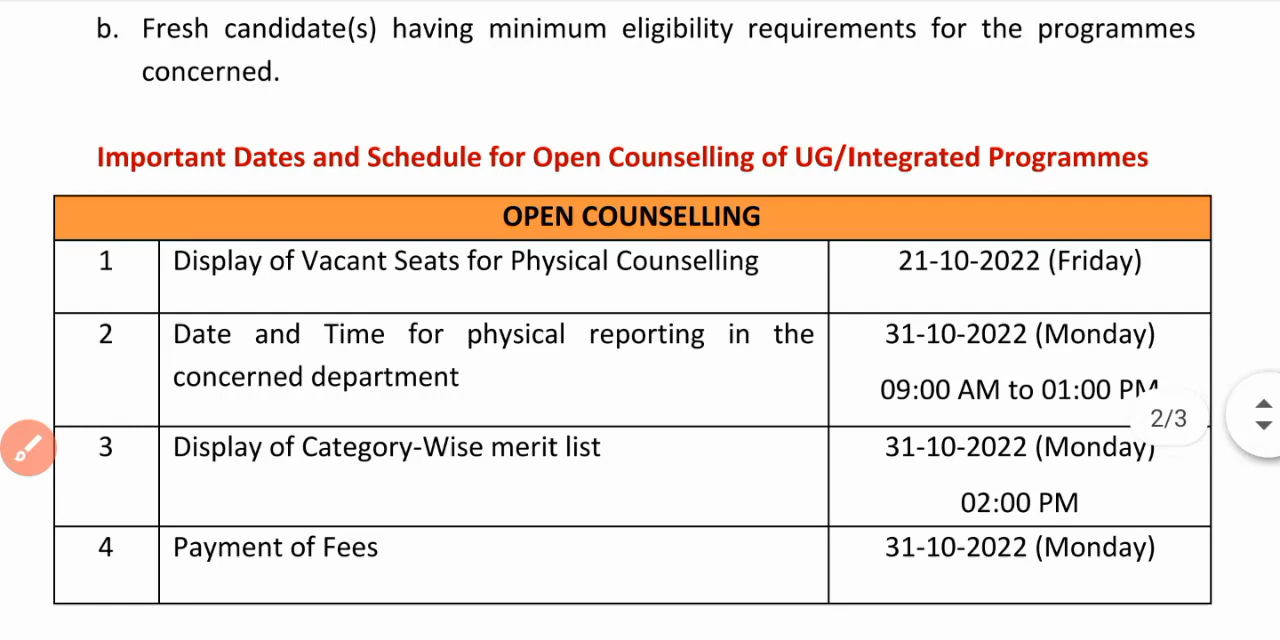 b. Fresh candidate(s) having minimum eligibility requirements for the programmes
concerned.
Important Dates and Schedule for Open Counselling of UG/Integrated Programmes
OPEN COUNSELLING
1 Display of Vacant Seats for Physical Counselling 21-10-2022 (Friday)
2 Date and Time for physical reporting in the 31-10-2022 (Monday)
concerned department
09:00 AM to 01:00 PM
2/3
3 Display of Category-Wise merit list 31-10-2022 (Monday)
02:00 PM
4 Payment of Fees 31-10-2022 (Monday)